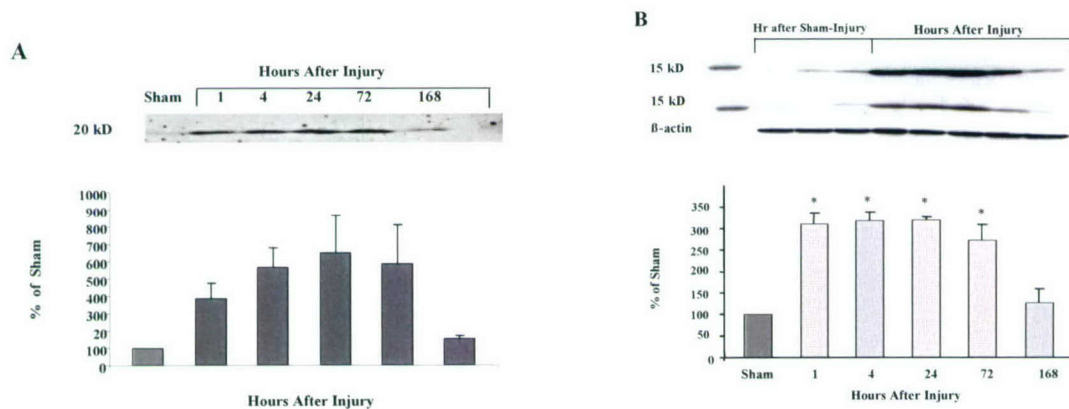 A
Hours After Injury
Sham 1 4 24 72 168
20 kD
1000
900
800
700
600
500
400
300
20
100
0
% of Sham
Hours After Injury
B
Hr after Sham-Injury Hours After Injury
15 kD
15 kD
ß-actin
350
300
250
200
150
100
50
0
% of Sham
* * * *
Sham 1 4 24 72 168
Hours After Injury